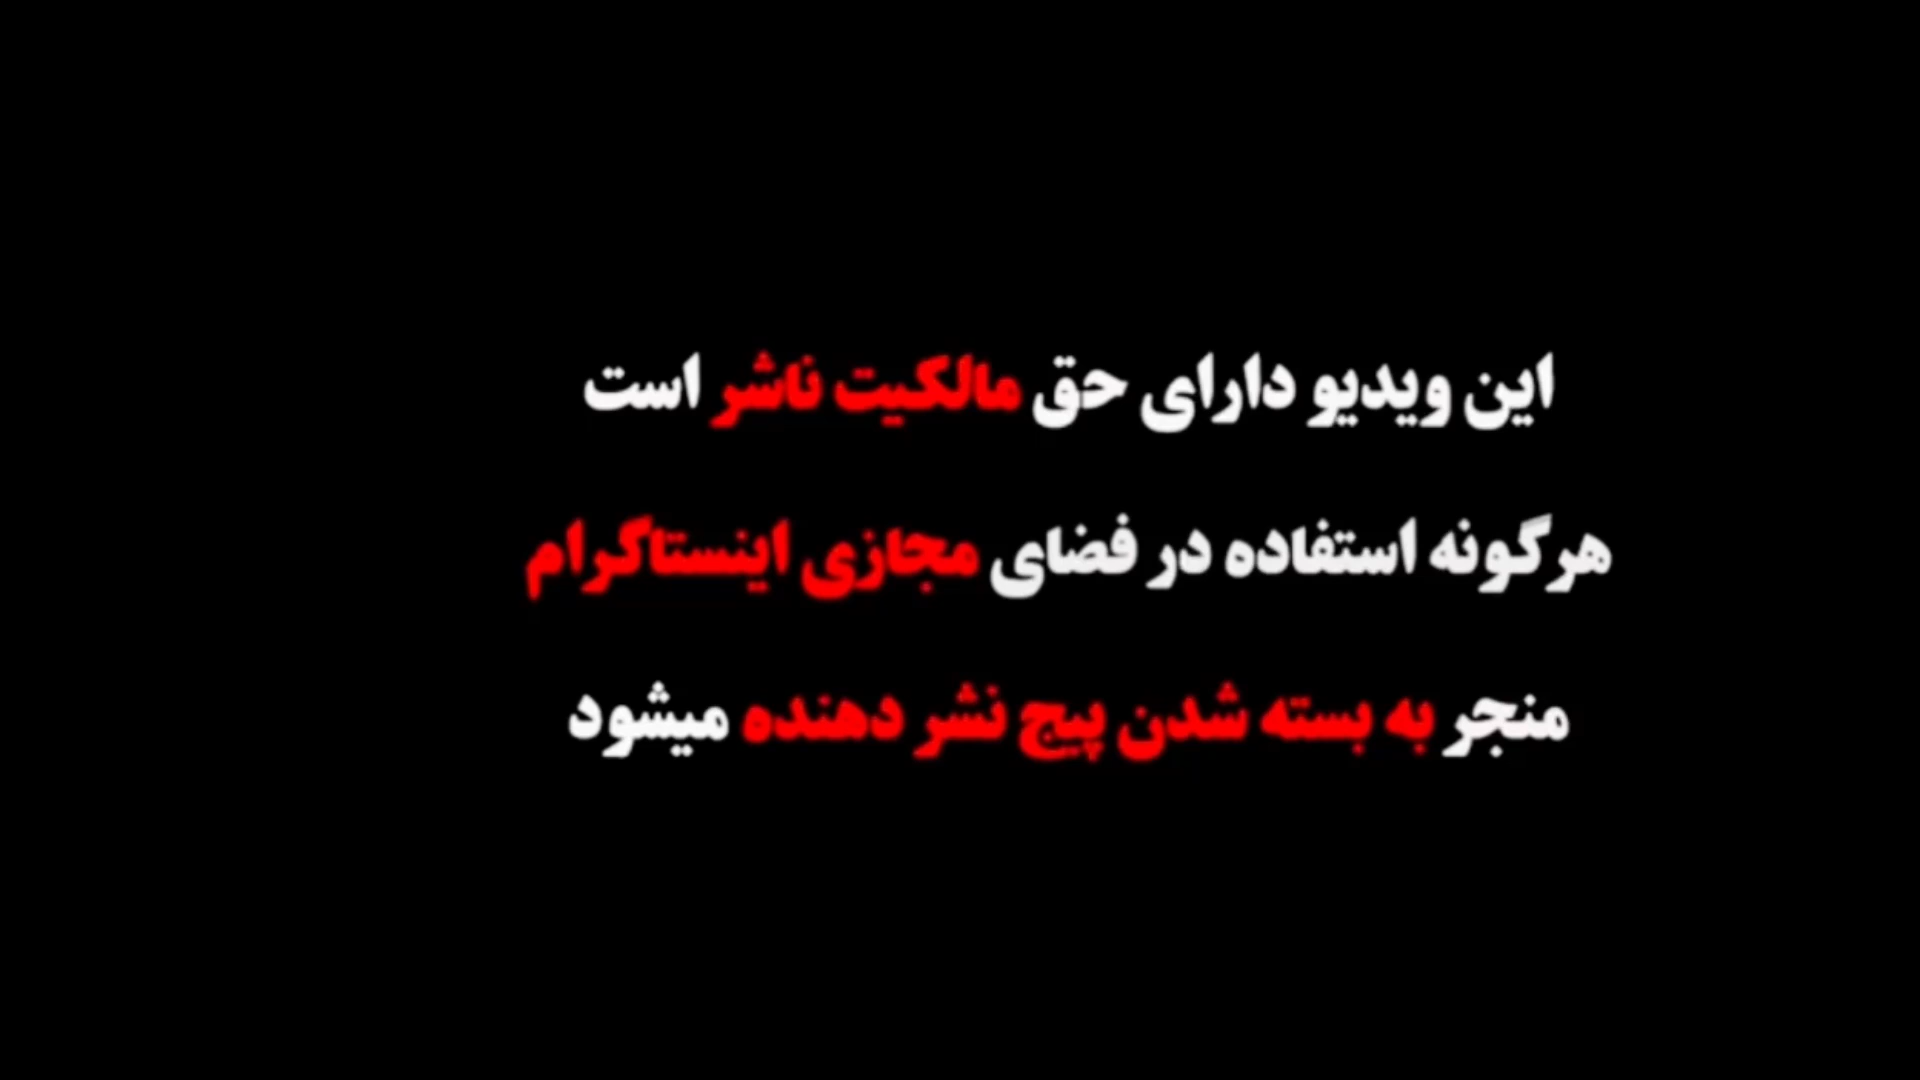 این ویدیو دارای حق مالکیت ناشر است
هرگونه استفاده در فضای مجازی اینستاگرام
منجر به بسته شدن پیج نشر دهنده میشود